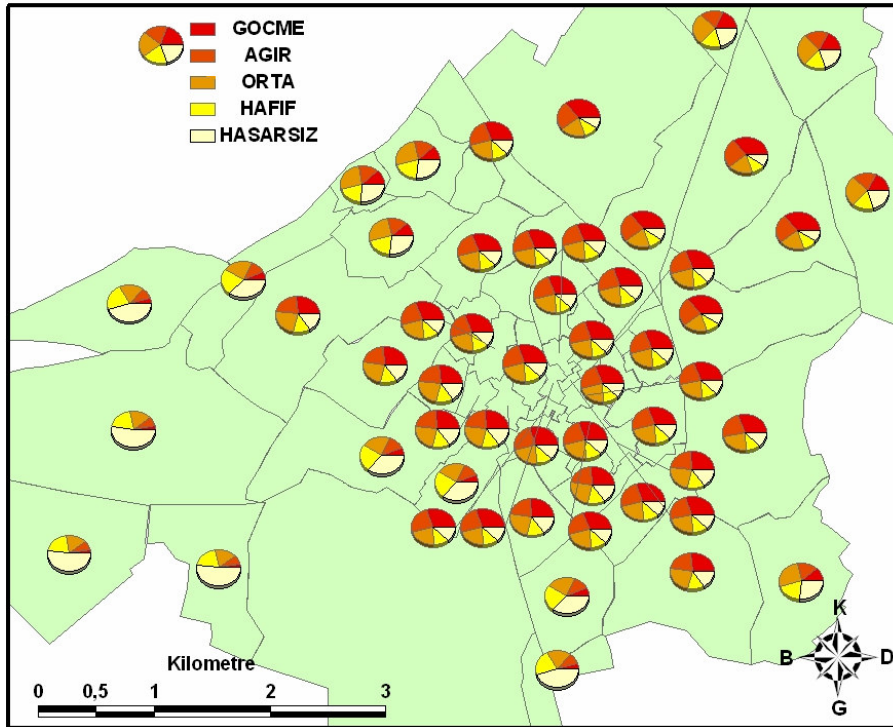 GOCME
AGIR
ORTA
HAFIF
HASARSIZ
K
B D
G
Kilometre
0 0,5 1 2 3